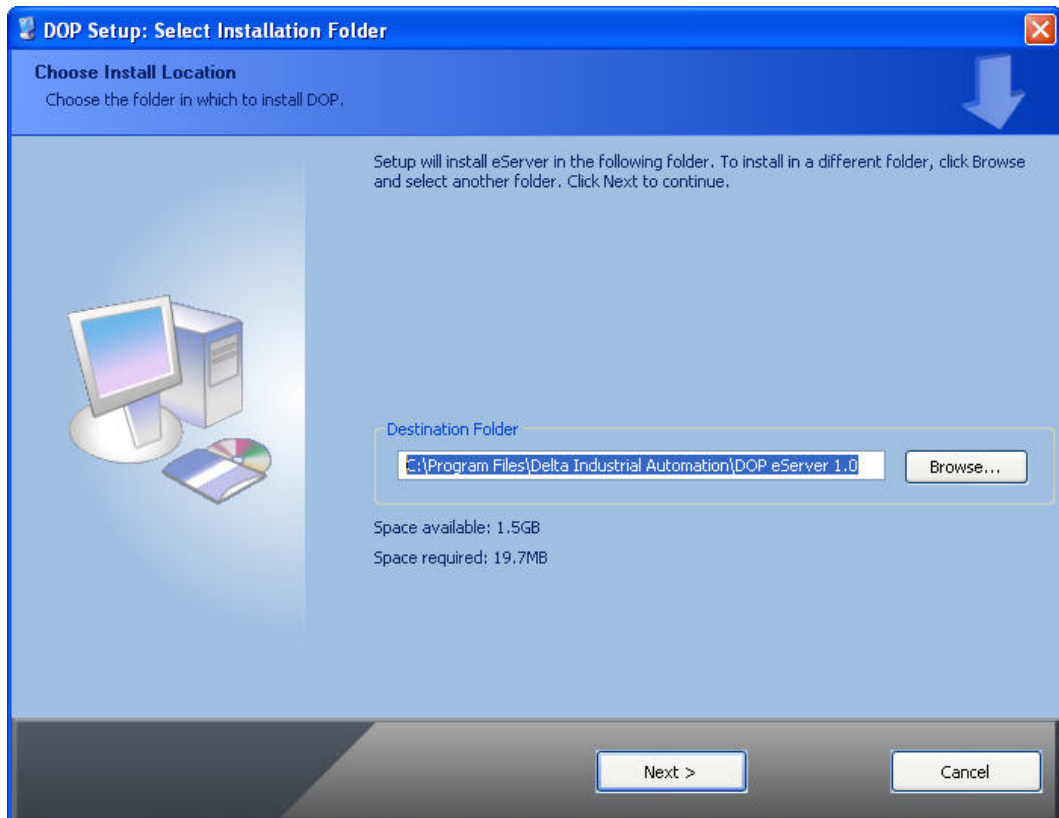 DOP Setup: Select Installation Folder
Choose Install Location
Choose the folder in which to install DOP.
Setup will install eServer in the following folder. To install in a different folder, click Browse
and select another folder. Click Next to continue.
Destination Folder
C:\Program Files\Delta Industrial Automation\DOP eServer 1.0
Browse...
Space available: 1.5GB
Space required: 19.7MB
Next >
Cancel